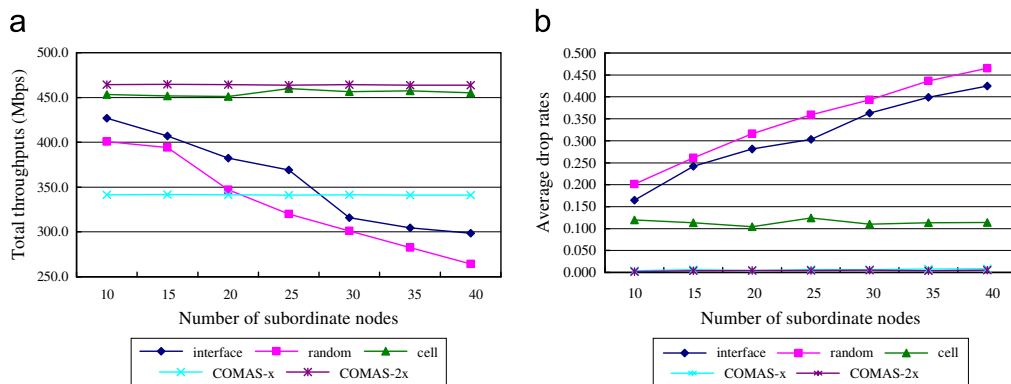 a
500.0
450.0
400.0
350.0
300.0
250.0
Total throughputs (Mbps)
10 15 20 25 30 35 40
Number of subordinate nodes
interface random cell
COMAS-x COMAS-2x
b
0.500
0.450
0.400
0.350
0.300
0.250
0.200
0.150
0.100
0.050
0.000
Average drop rates
10 15 20 25 30 35 40
Number of subordinate nodes
interface random cell
COMAS-x COMAS-2x